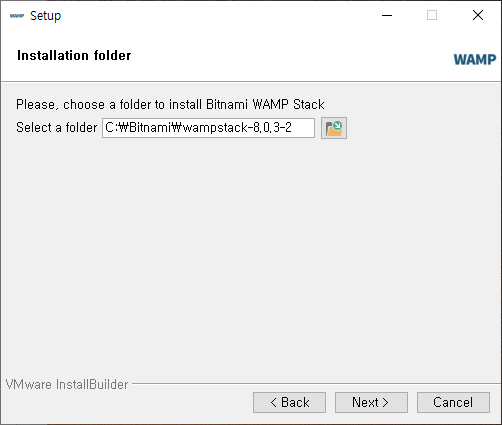 WAMP Setup
Installation folder
WAMP
Please, choose a folder to install Bitnami WAMP Stack
Select a folder C:₩Bitnami₩wampstack-8.0.3-2
VMware InstallBuilder
< Back Next > Cancel